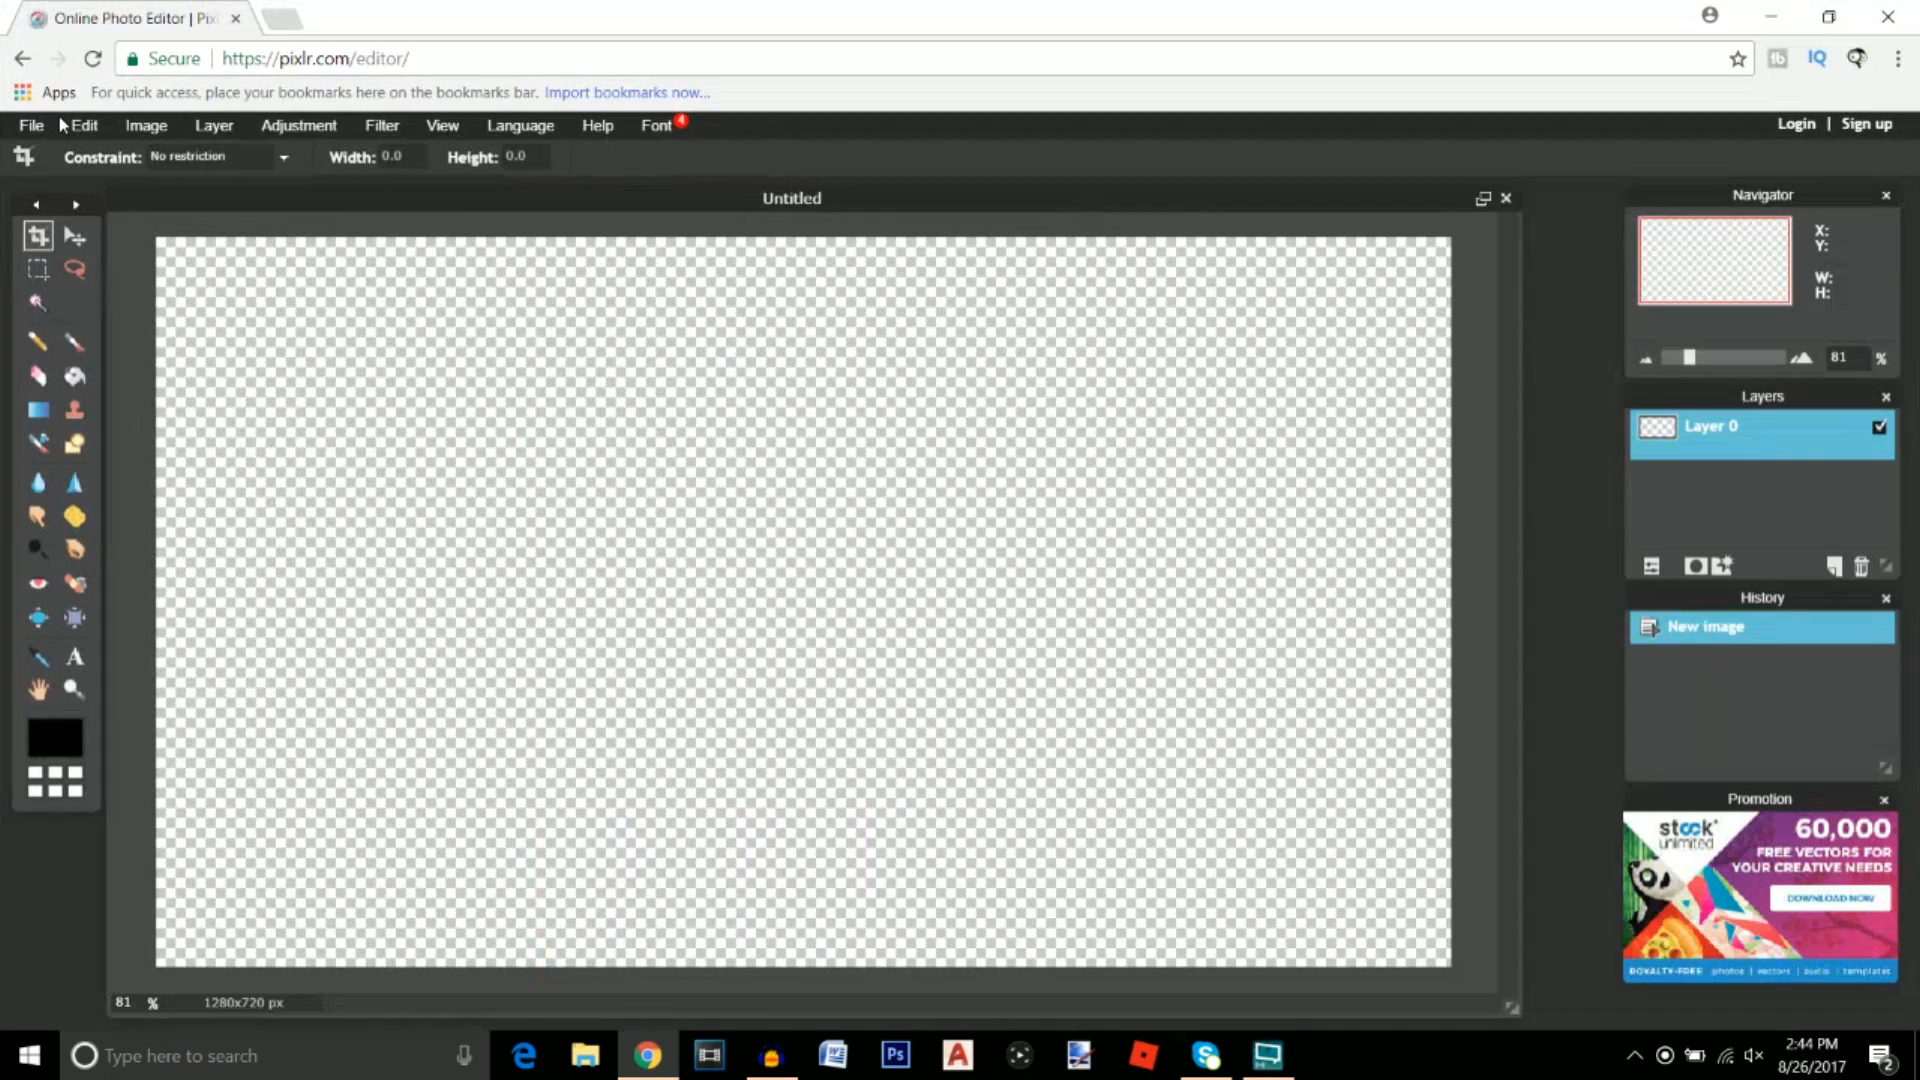 Online Photo Editor | Pix
Secure
https://pixlr.com/editor/
Apps
For quick access, place your bookmarks here on the bookmarks bar. Import bookmarks now...
File Edit Image Layer Adjustment Filter View Language Help Font 4
Login | Sign up
Constraint: No restriction Width: 0.0 Height: 0.0
Untitled
Navigator
X:
Y:
W:
H:
81 %
Layers
Layer 0
History
New image
Promotion
stock
unlimited
60,000
FREE VECTORS FOR
YOUR CREATIVE NEEDS
DOWNLOAD NOW
ROYALTY-FREE photos | vectors | audio | templates
81 % 1280x720 px
Type here to search
Ps
2:44 PM
8/26/2017
2